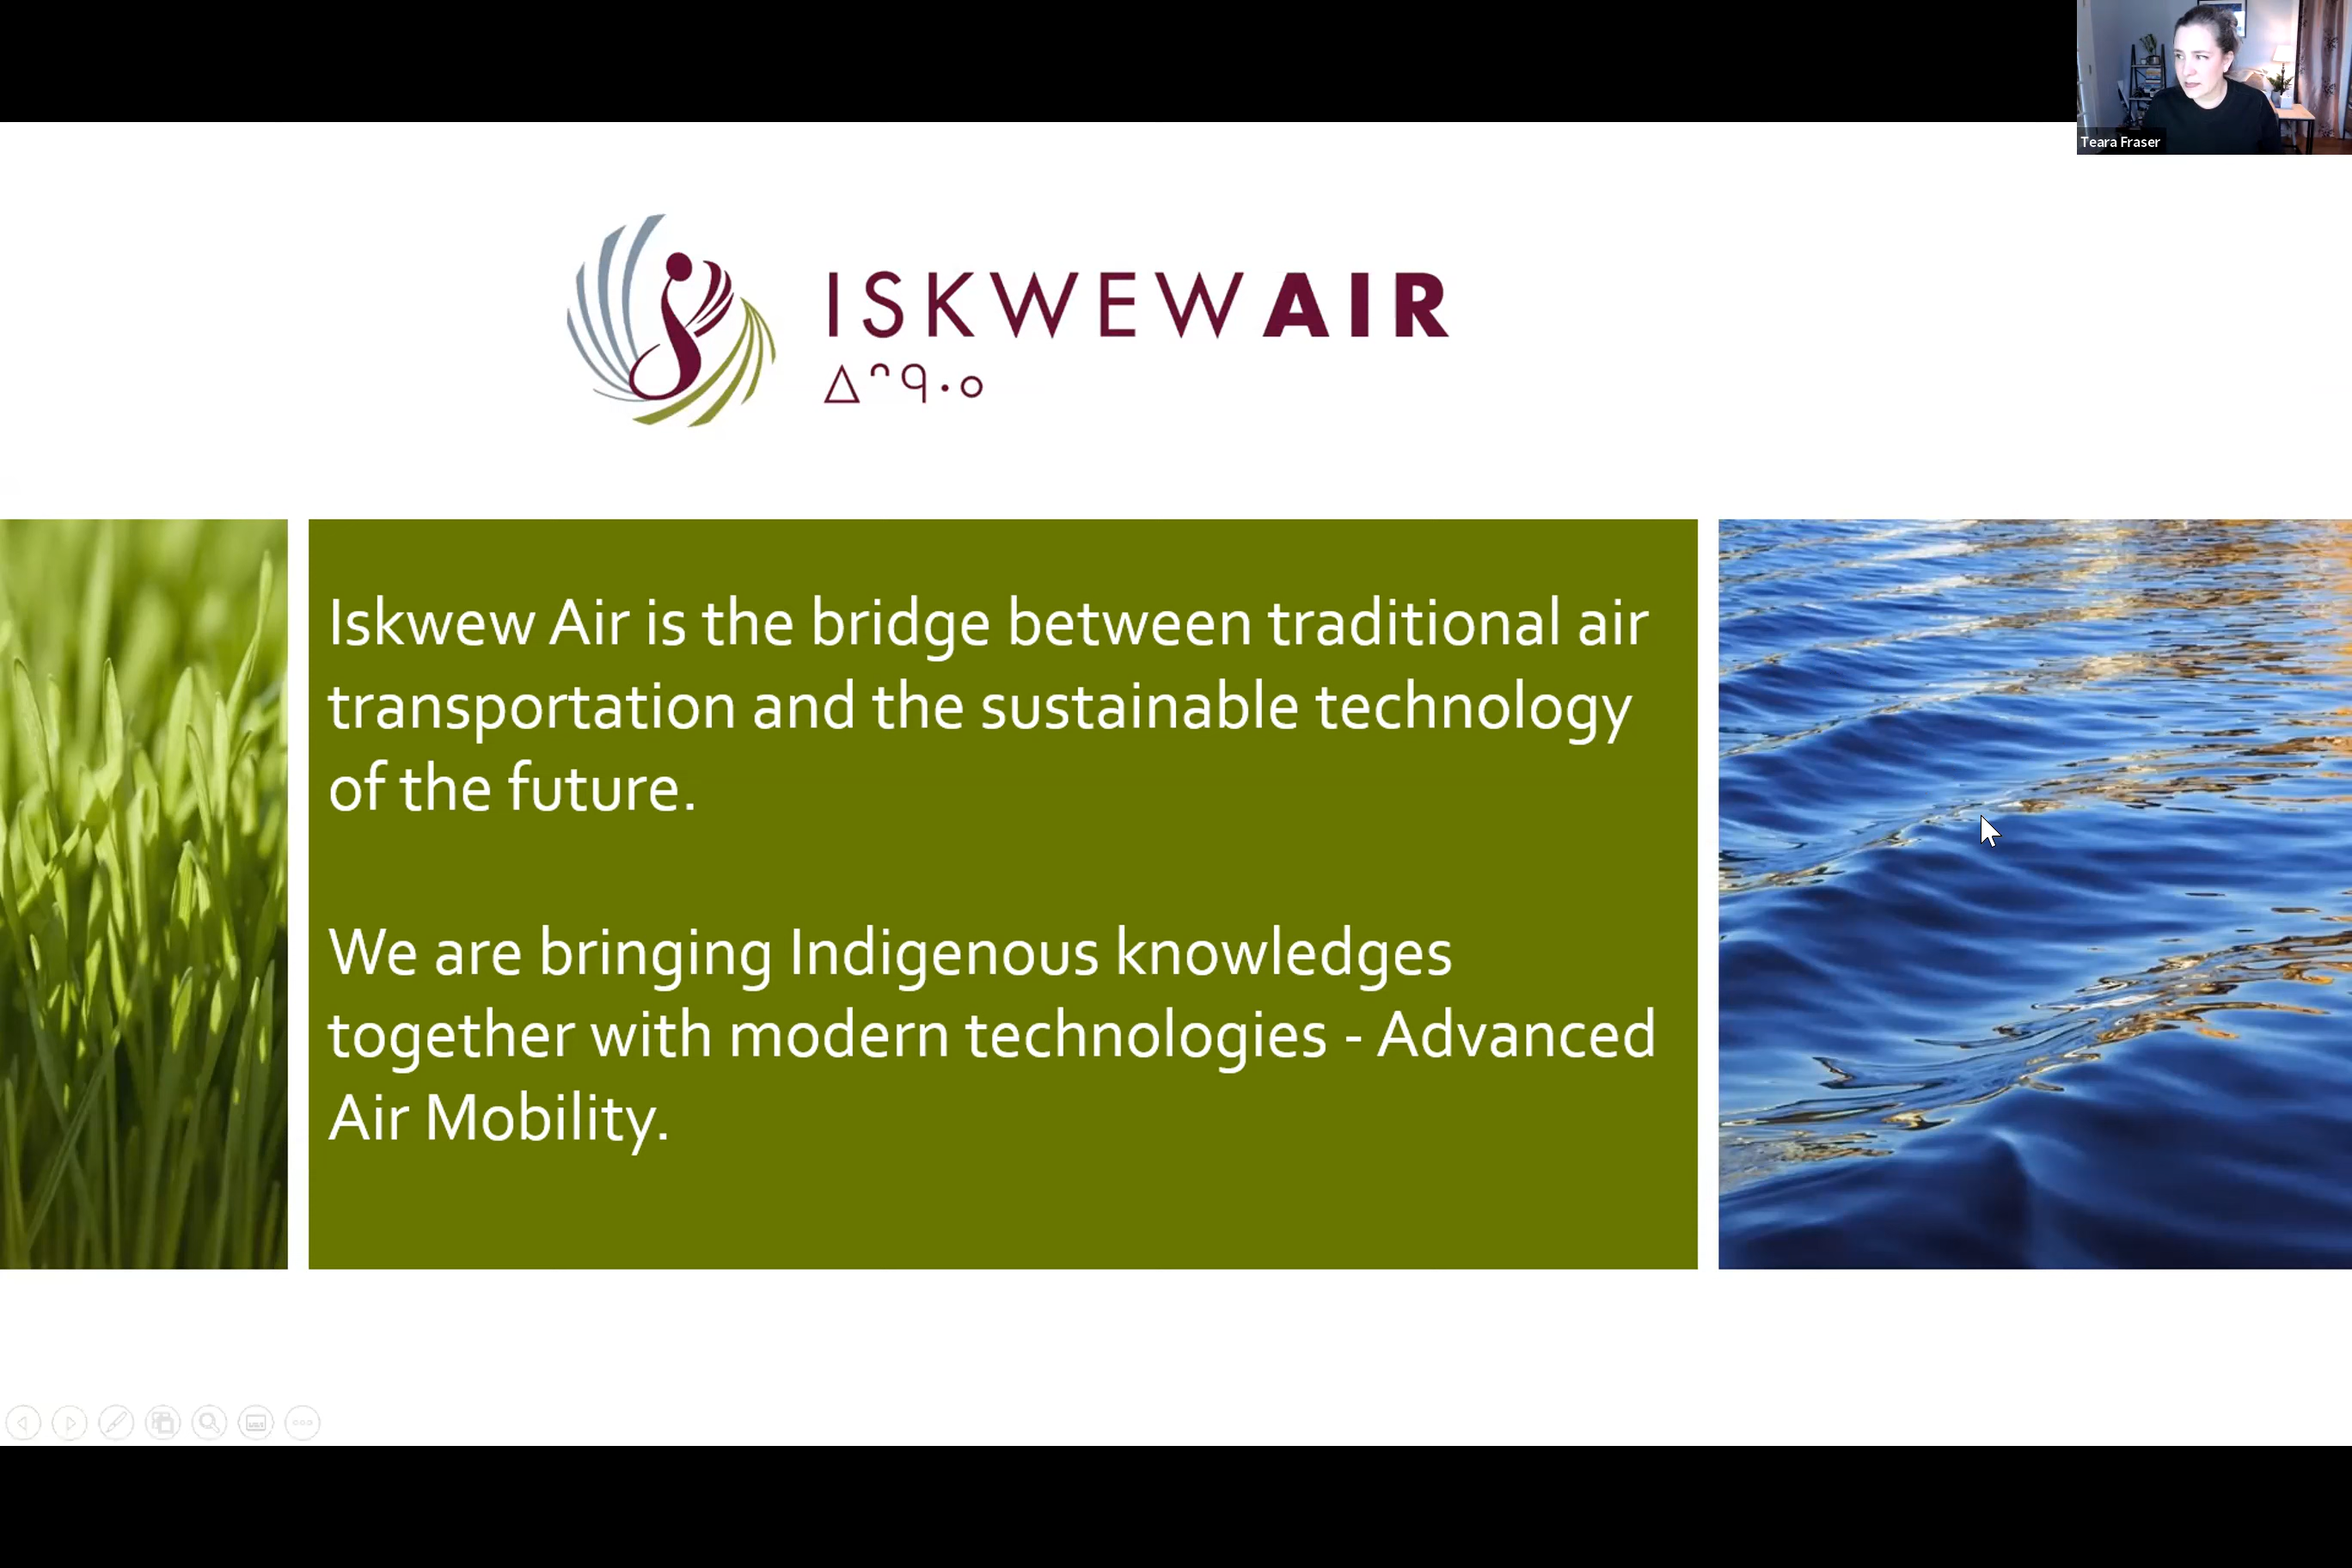 Teara Fraser
ISKWEWAIR
ᐃᐢᑫᐧᐤ
Iskwew Air is the bridge between traditional air
transportation and the sustainable technology
of the future.
We are bringing Indigenous knowledges
together with modern technologies - Advanced
Air Mobility.